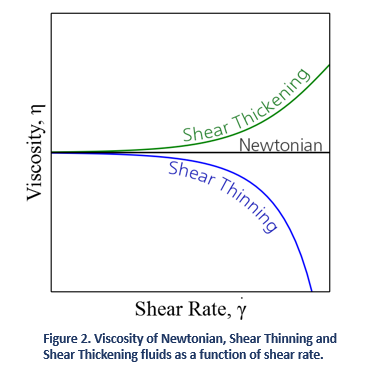 Shear Thickening
Newtonian
Shear Thinning
Viscosity, η
Shear Rate, γ̇
Figure 2. Viscosity of Newtonian, Shear Thinning and
Shear Thickening fluids as a function of shear rate.